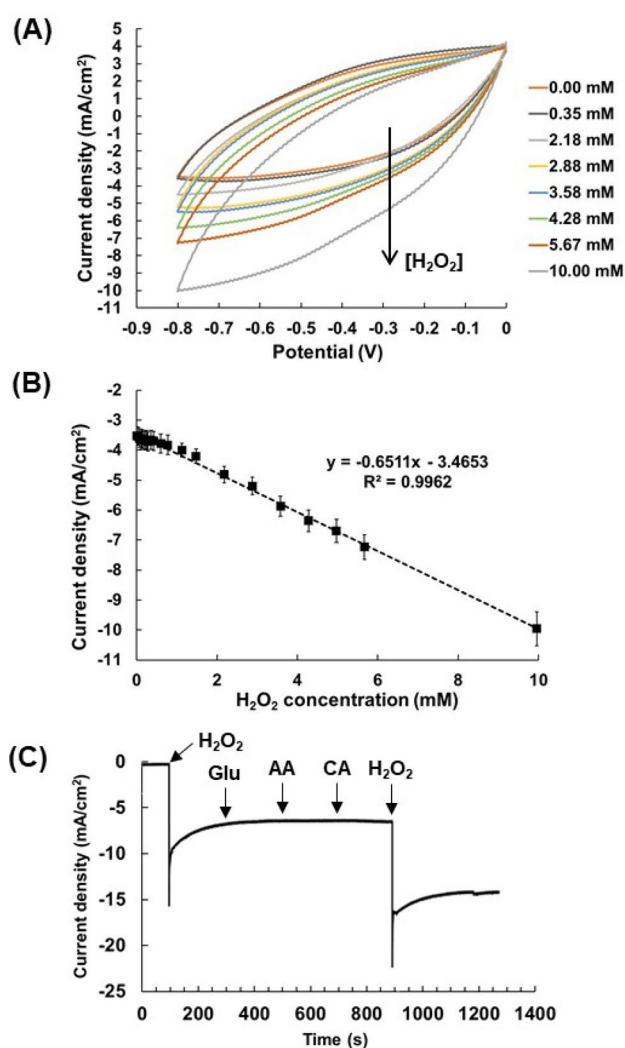 (A)
5
4
3
2
1
0
-1
-2
-3
-4
-5
-6
-7
-8
-9
-10
-11
Current density (mA/cm²)
-0.9 -0.8 -0.7 -0.6 -0.5 -0.4 -0.3 -0.2 -0.1 0
Potential (V)
[H₂O₂]
0.00 mM
0.35 mM
2.18 mM
2.88 mM
3.58 mM
4.28 mM
5.67 mM
10.00 mM
(B)
-2
-3
-4
-5
-6
-7
-8
-9
-10
-11
Current density (mA/cm²)
y = -0.6511x - 3.4653
R² = 0.9962
0 2 4 6 8 10
H₂O₂ concentration (mM)
(C)
0
-5
-10
-15
-20
-25
Current density (mA/cm²)
H₂O₂
Glu
AA
CA
H₂O₂
0 200 400 600 800 1000 1200 1400
Time (s)